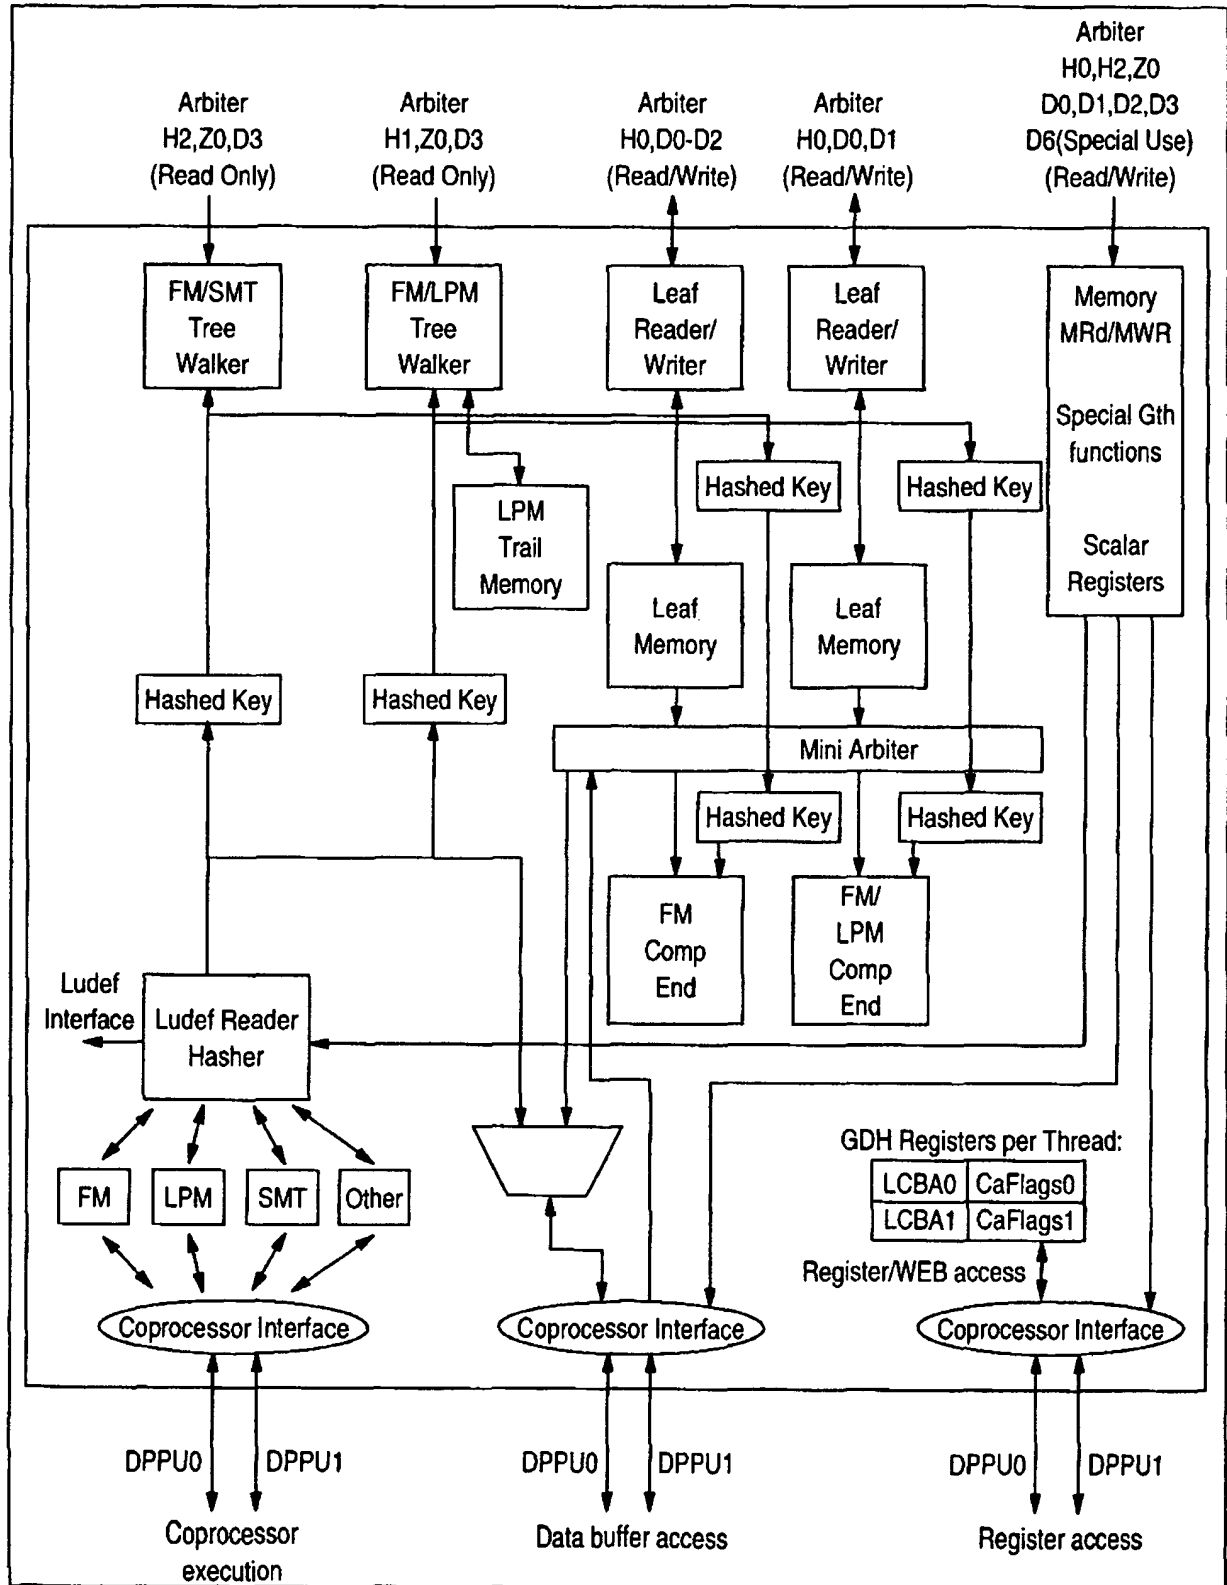 Arbiter
H2,Z0,D3
(Read Only)
Arbiter
H1,Z0,D3
(Read Only)
Arbiter
H0,D0-D2
(Read/Write)
Arbiter
H0,D0,D1
(Read/Write)
Arbiter
H0,H2,Z0
D0,D1,D2,D3
D6(Special Use)
(Read/Write)
FM/SMT
Tree
Walker
FM/LPM
Tree
Walker
Leaf
Reader/
Writer
Leaf
Reader/
Writer
Memory
MRd/MWR
Special Gth
functions
Scalar
Registers
Hashed Key
Hashed Key
LPM
Trail
Memory
Leaf
Memory
Leaf
Memory
Hashed Key
Hashed Key
Mini Arbiter
Hashed Key
Hashed Key
FM
Comp
End
FM/
LPM
Comp
End
Ludef
Interface
Ludef Reader
Hasher
FM
LPM
SMT
Other
GDH Registers per Thread:
LCBA0 CaFlags0
LCBA1 CaFlags1
Register/WEB access
Coprocessor Interface
Coprocessor Interface
Coprocessor Interface
DPPU0
DPPU1
DPPU0
DPPU1
DPPU0
DPPU1
Coprocessor
execution
Data buffer access
Register access